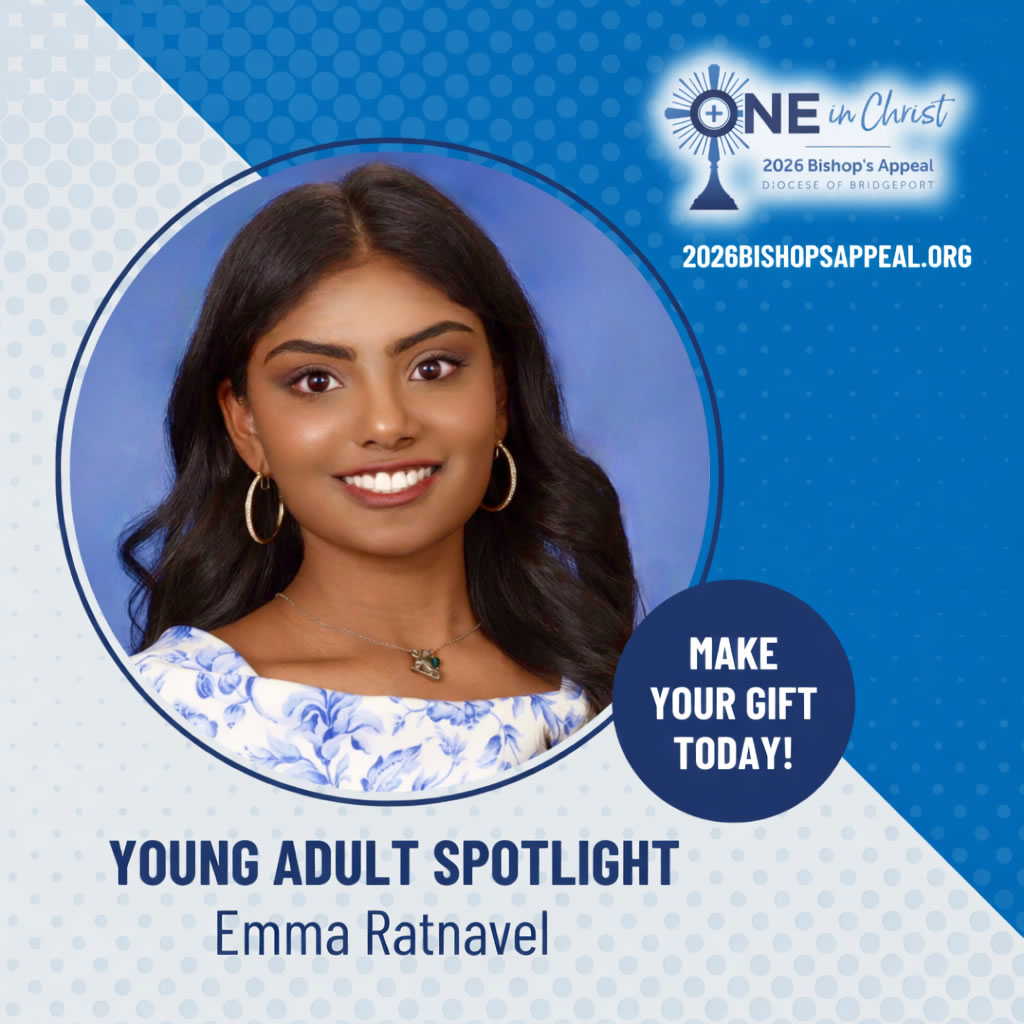 ONE in Christ
2026 Bishop's Appeal
DIOCESE OF BRIDGEPORT
2026BISHOPSAPPEAL.ORG
MAKE
YOUR GIFT
TODAY!
YOUNG ADULT SPOTLIGHT
Emma Ratnavel